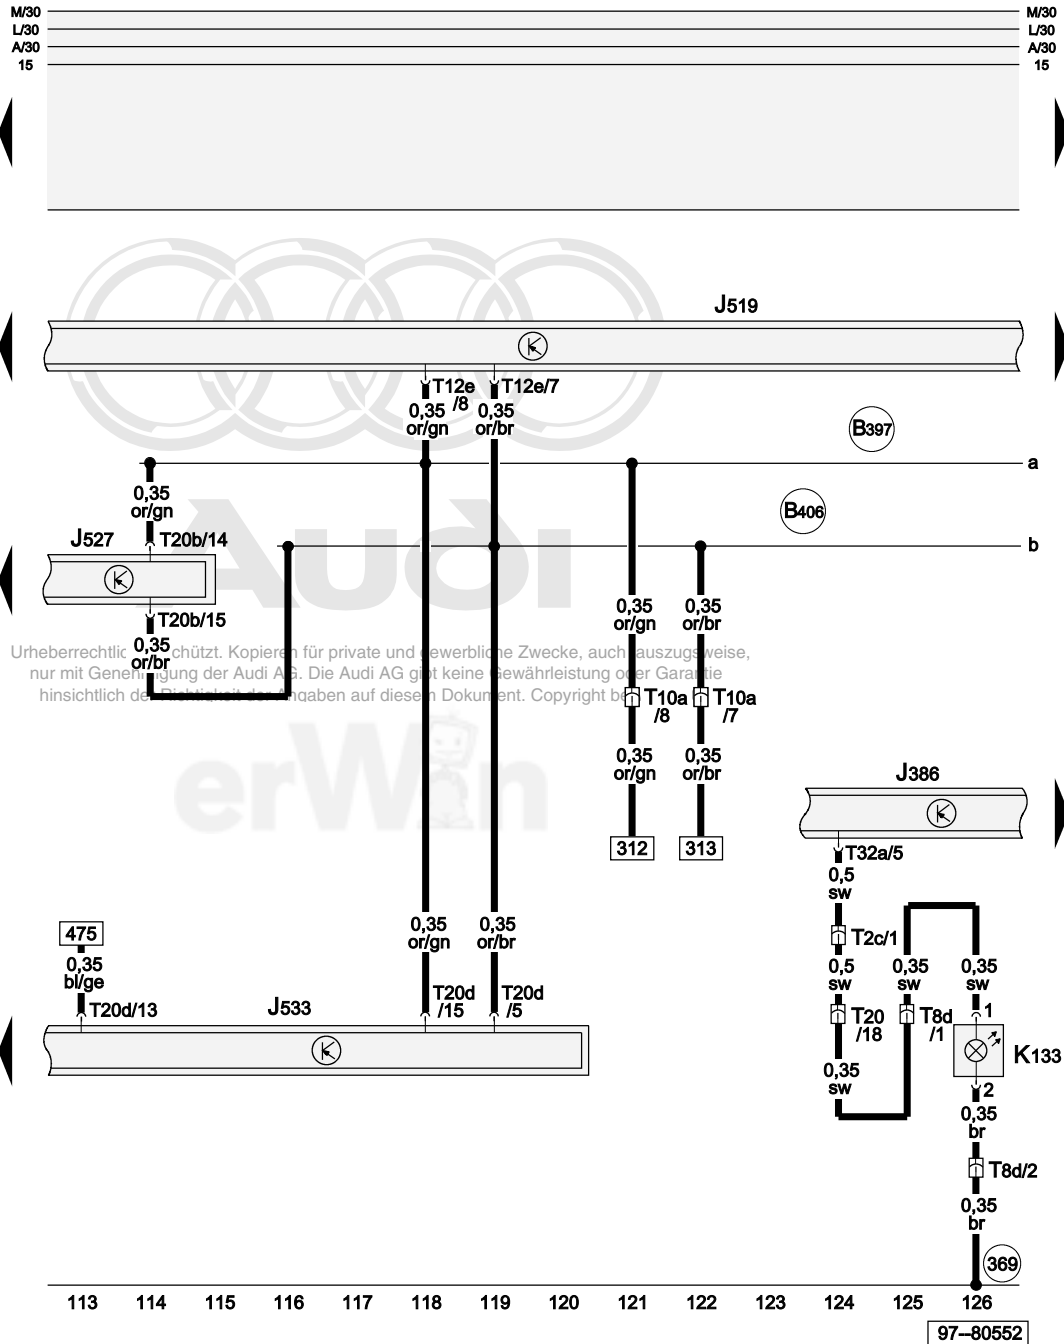 M/30 M/30
L/30 L/30
A/30 A/30
15 15
J519
T12e/8 T12e/7
0,35 or/gn 0,35 or/br
B397
a
0,35
or/gn
B406
J527 T20b/14
b
T20b/15
0,35 or/gn 0,35 or/br
0,35
or/br
Urheberrechtlic chützt. Kopieren für private und gewerbliche Zwecke, auch auszugsweise,
nur mit Genehmigung der Audi AG. Die Audi AG gibt keine Gewährleistung oder Garantie
hinsichtlich der Richtigkeit der Angaben auf diesem Dokument. Copyright be
Audi
T10a/8 T10a/7
erWin
0,35 or/gn 0,35 or/br
J386
312 313
T32a/5
0,5
sw
475
0,35 or/gn 0,35 or/br
T2c/1
0,35
bl/ge
0,5 sw 0,35 sw 0,35 sw
T20d/13 J533 T20d/15 T20d/5
T20/18 T8d/1 1
K133
0,35
sw
2
0,35
br
T8d/2
0,35
br
369
113 114 115 116 117 118 119 120 121 122 123 124 125 126
97–80552